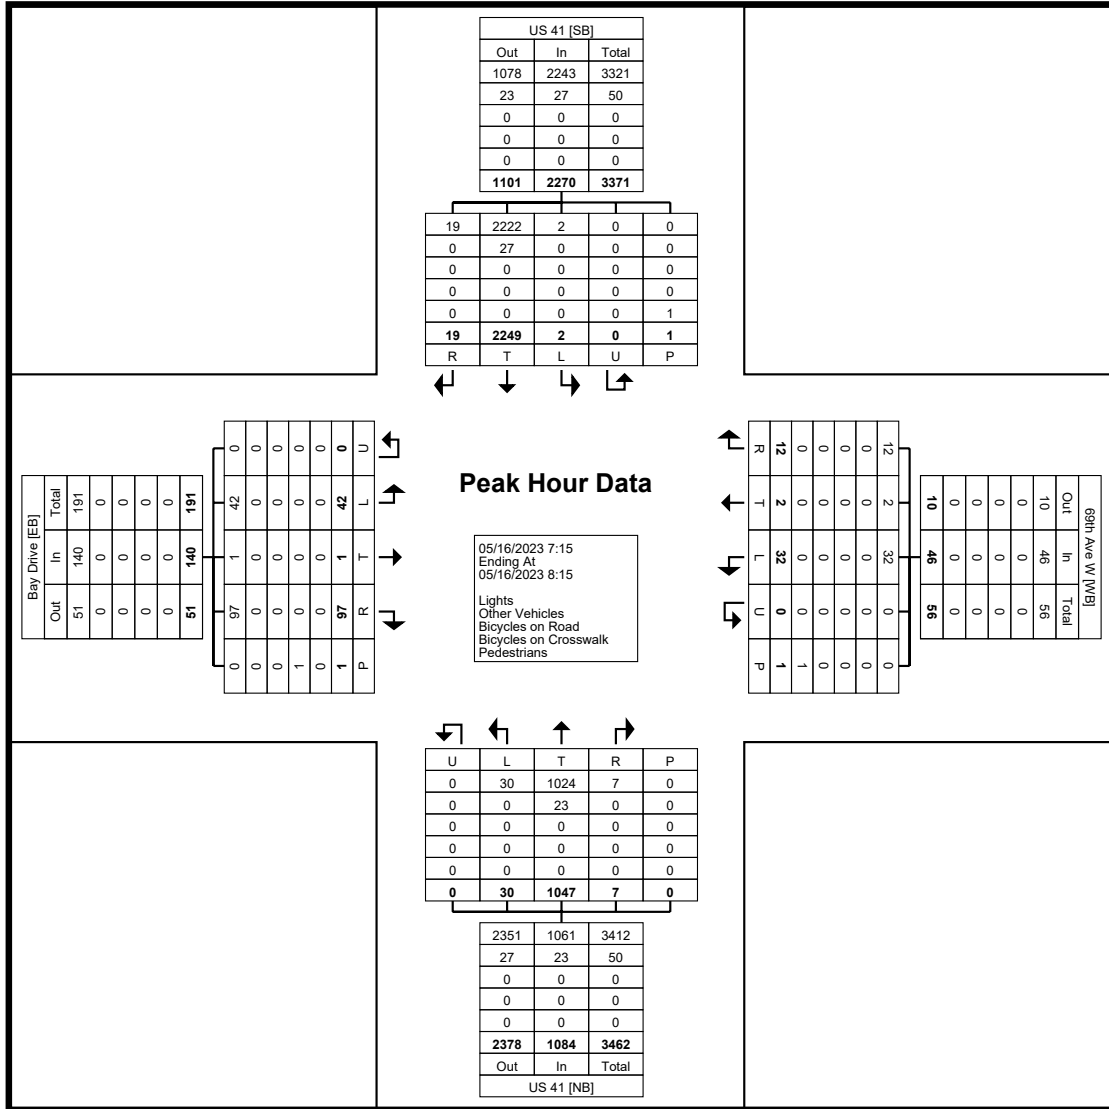 US 41 [SB]
Out In Total
1078 2243 3321
23 27 50
0 0 0
0 0 0
0 0 0
1101 2270 3371
19 2222 2 0 0
0 27 0 0 0
0 0 0 0 0
0 0 0 0 0
0 0 0 0 1
19 2249 2 0 1
R T L U P
Bay Drive [EB]
Total In Out
191 140 51
0 0 0
0 0 0
0 0 0
0 0 0
191 140 51
0 42 1 97 0
0 0 0 0 0
0 0 0 0 0
0 0 0 0 1
0 0 0 0 0
0 42 1 97 1
U L T R P
Peak Hour Data
05/16/2023 7:15
Ending At
05/16/2023 8:15
Lights
Other Vehicles
Bicycles on Road
Bicycles on Crosswalk
Pedestrians
R T L U P
12 2 32 0 1
0 0 0 0 1
0 0 0 0 0
0 0 0 0 0
0 0 0 0 0
12 2 32 0 0
69th Ave W [WB]
Out In Total
10 46 56
0 0 0
0 0 0
0 0 0
0 0 0
10 46 56
U L T R P
0 30 1024 7 0
0 0 23 0 0
0 0 0 0 0
0 0 0 0 0
0 0 0 0 0
0 30 1047 7 0
2351 1061 3412
27 23 50
0 0 0
0 0 0
0 0 0
2378 1084 3462
Out In Total
US 41 [NB]